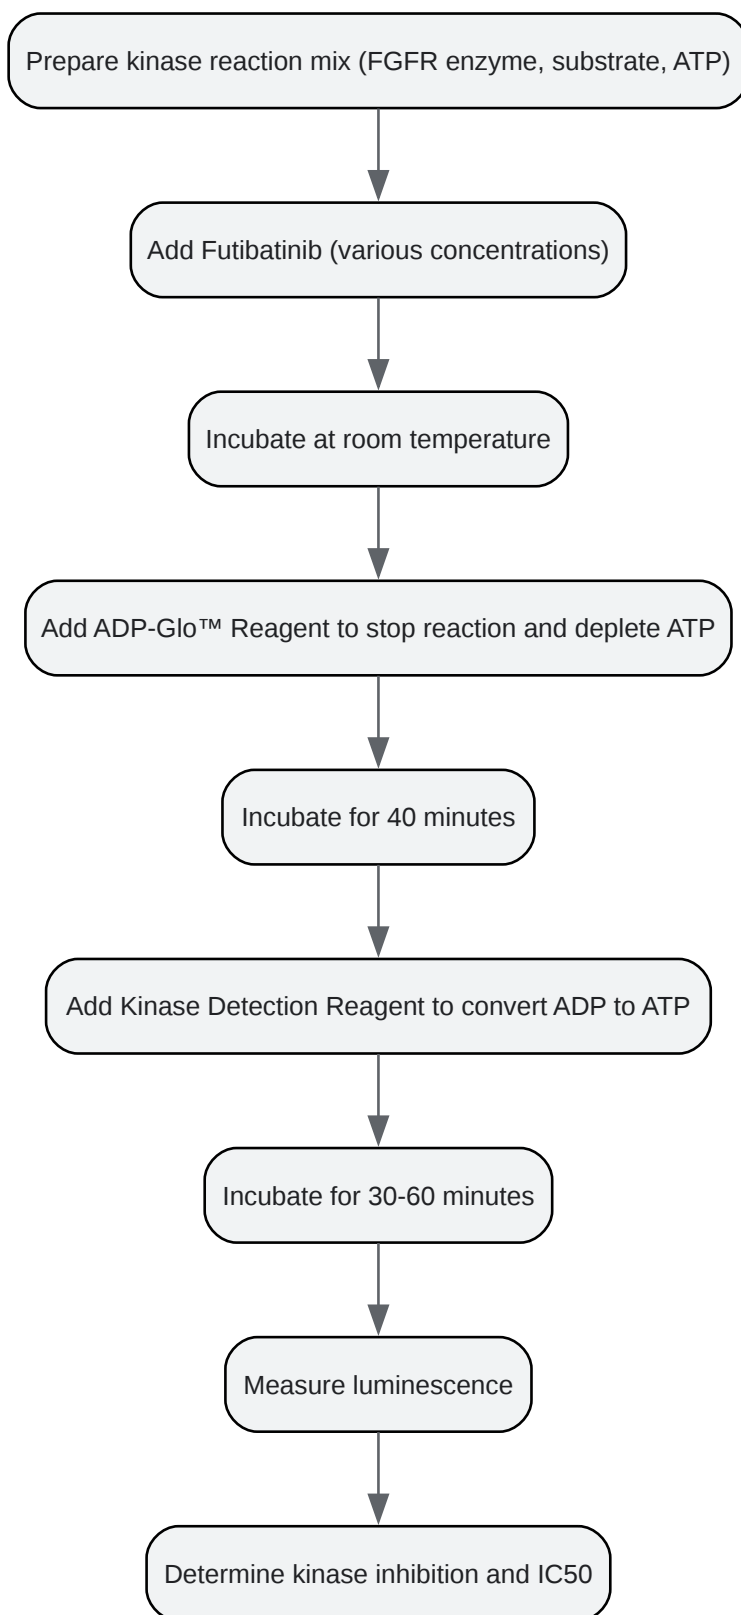 Prepare kinase reaction mix (FGFR enzyme, substrate, ATP)
Add Futibatinib (various concentrations)
Incubate at room temperature
Add ADP-Glo™ Reagent to stop reaction and deplete ATP
Incubate for 40 minutes
Add Kinase Detection Reagent to convert ADP to ATP
Incubate for 30-60 minutes
Measure luminescence
Determine kinase inhibition and IC50